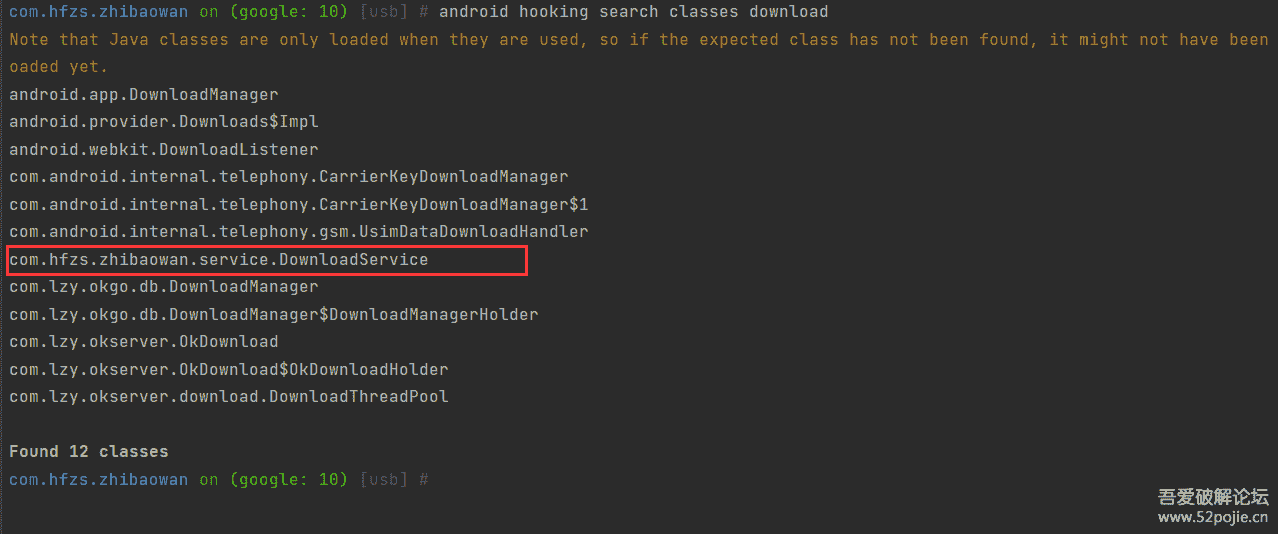 com.hfzs.zhibaowan on (google: 10) [usb] # android hooking search classes download
Note that Java classes are only loaded when they are used, so if the expected class has not been found, it might not have been
oaded yet.
android.app.DownloadManager
android.provider.Downloads$Impl
android.webkit.DownloadListener
com.android.internal.telephony.CarrierKeyDownloadManager
com.android.internal.telephony.CarrierKeyDownloadManager$1
com.android.internal.telephony.gsm.UsimDataDownloadHandler
com.hfzs.zhibaowan.service.DownloadService
com.lzy.okgo.db.DownloadManager
com.lzy.okgo.db.DownloadManager$DownloadManagerHolder
com.lzy.okserver.OkDownload
com.lzy.okserver.OkDownload$OkDownloadHolder
com.lzy.okserver.download.DownloadThreadPool
Found 12 classes
com.hfzs.zhibaowan on (google: 10) [usb] #
吾爱破解论坛
www.52pojie.cn